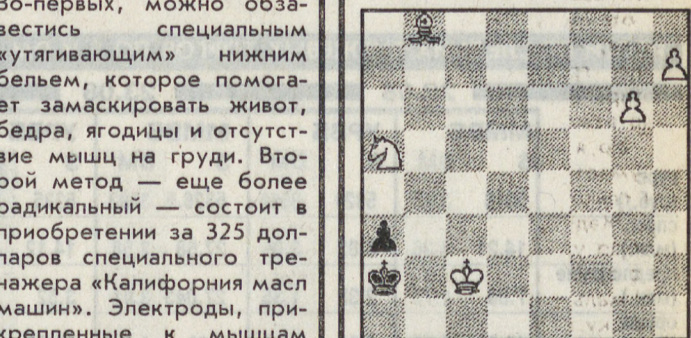 Во-первых, можно обза-
вестись специальным
«утягивающим» нижним
бельем, которое помога-
ет замаскировать живот,
бедра, ягодицы и отсутст-
вие мышц на груди. Вто-
рой метод — еще более
радикальный — состоит в
приобретении за 325 дол-
ларов специального тре-
нажера «Калифорния масл
машин». Электроды, при-
крепленные к мышцам